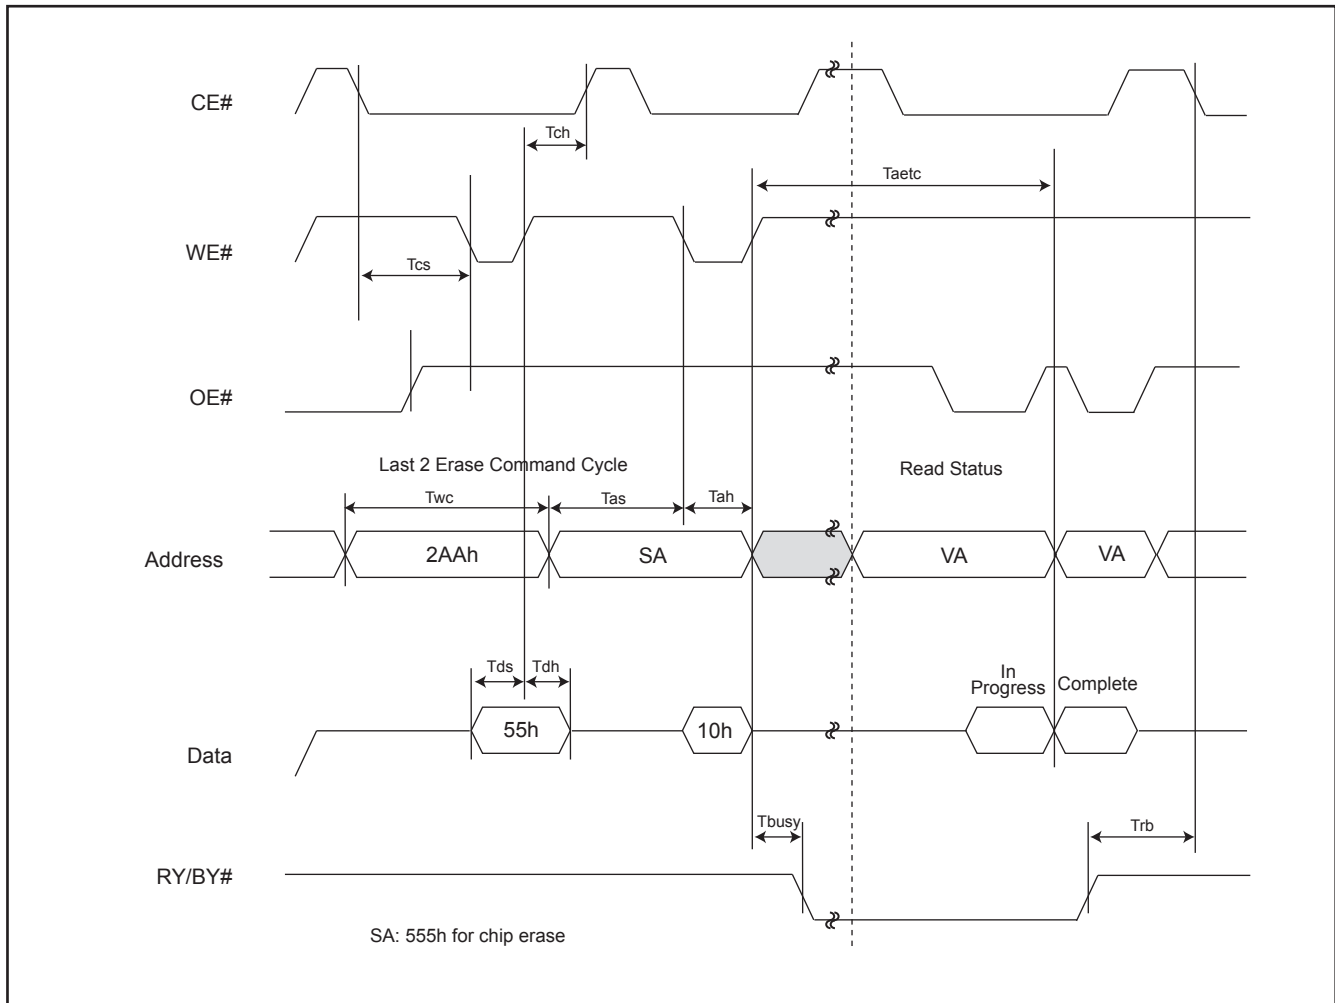 CE#
Tch
Taetc
WE#
Tcs
OE#
Last 2 Erase Command Cycle
Read Status
Twc
Tas
Tah
Address
2AAh
SA
VA
VA
Tds
Tdh
In
Progress
Complete
55h
10h
Data
Tbusy
Trb
RY/BY#
SA: 555h for chip erase